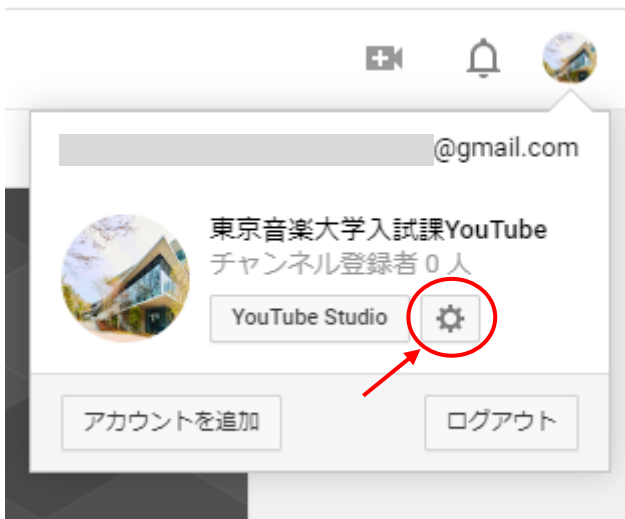 @gmail.com
東京音楽大学入試課YouTube
チャンネル登録者 0 人
YouTube Studio
アカウントを追加
ログアウト